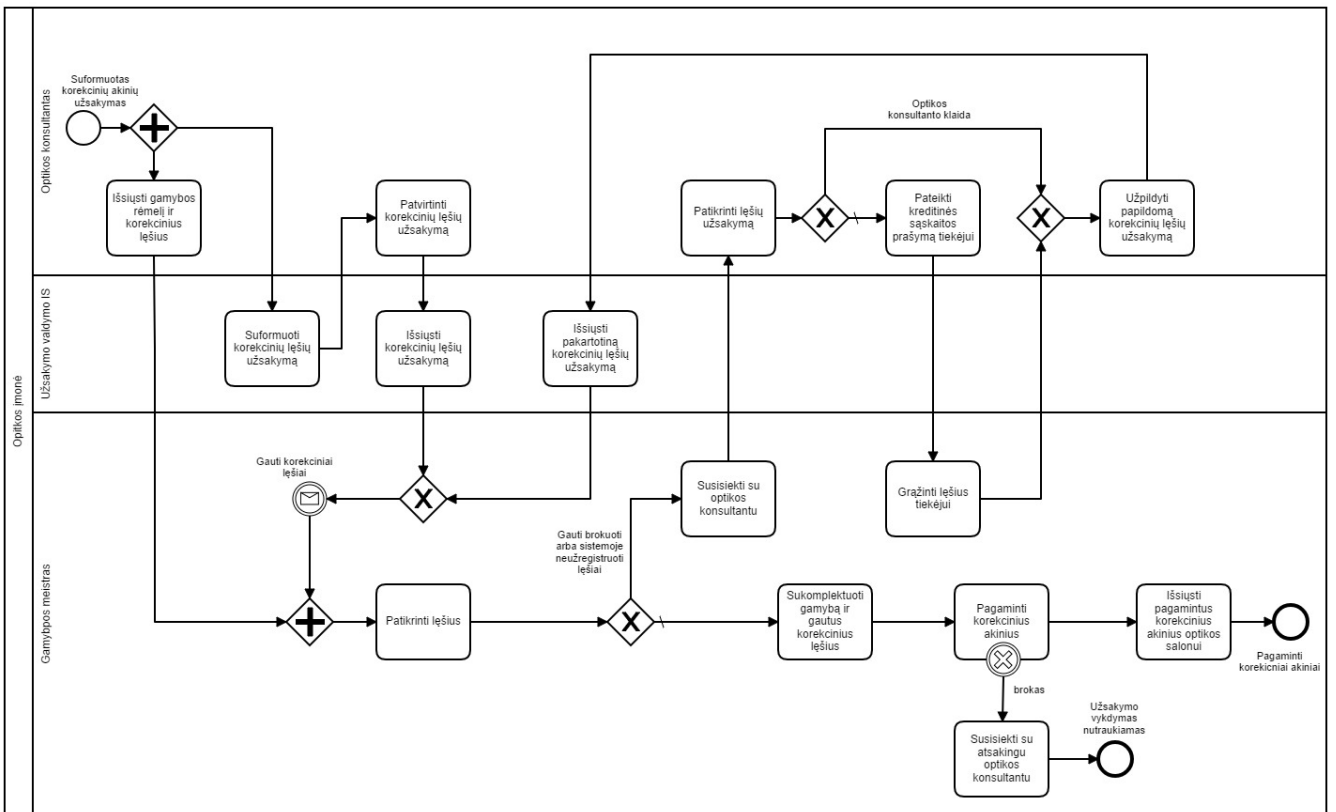 Opitkos įmonė
Optikos konsultantas
Suformuotas
korekcinių akinių
užsakymas
Išsiųsti gamybos
rėmelį ir
korekcinius
lęšius
Patvirtinti
korekcinių lęšių
užsakymą
Patikrinti lęšių
užsakymą
Optikos
konsultanto klaida
Pateikti
kreditinės
sąskaitos
prašymą tiekėjui
Užpildyti
papildomą
korekcinių lęšių
užsakymą
Užsakymo valdymo IS
Suformuoti
korekcinių lęšių
užsakymą
Išsiųsti
korekcinių lęšių
užsakymą
Išsiųsti
pakartotiną
korekcinių lęšių
užsakymą
Gamybpos meistras
Gauti korekciniai
lęšiai
Gauti brokuoti
arba sistemoje
neužregistruoti
lęšiai
Susisiekti su
optikos
konsultantu
Grąžinti lęšius
tiekėjui
Patikrinti lęšius
Sukomplektuoti
gamybą ir
gautus
korekcinius
lęšius
Pagaminti
korekcinius
akinius
Išsiųsti
pagamintus
korekcinius
akinius optikos
salonui
Pagaminti
korekicniai akiniai
brokas
Susisiekti su
atsakingu
optikos
konsultantu
Užsakymo
vykdymas
nutraukiamas